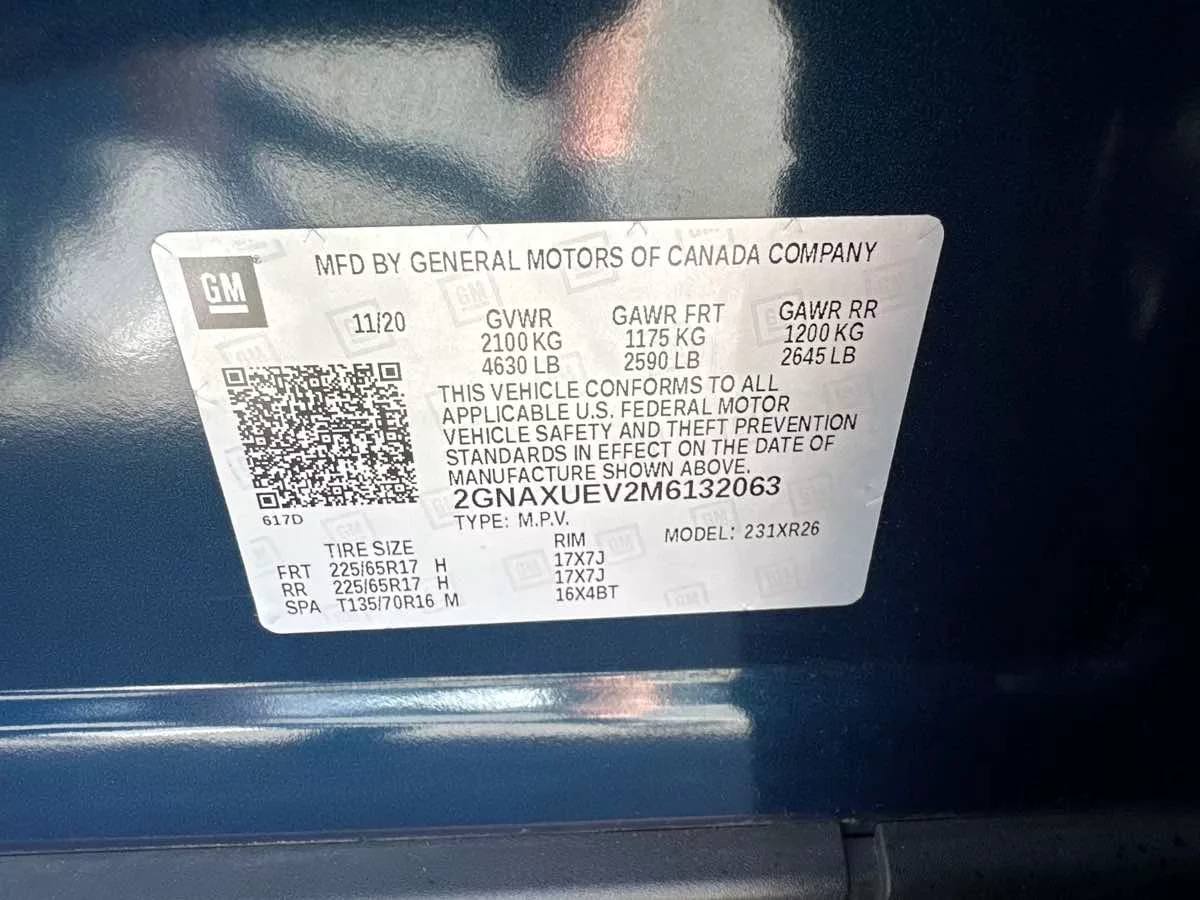 MFD BY GENERAL MOTORS OF CANADA COMPANY
GM
11/20
GVWR GAWR FRT GAWR RR
2100 KG 1175 KG 1200 KG
4630 LB 2590 LB 2645 LB
THIS VEHICLE CONFORMS TO ALL
APPLICABLE U.S. FEDERAL MOTOR
VEHICLE SAFETY AND THEFT PREVENTION
STANDARDS IN EFFECT ON THE DATE OF
MANUFACTURE SHOWN ABOVE.
2GNAXUEV2M6132063
617D
TYPE: M.P.V. MODEL: 231XR26
TIRE SIZE RIM
FRT 225/65R17 H 17X7J
RR 225/65R17 H 17X7J
SPA T135/70R16 M 16X4BT